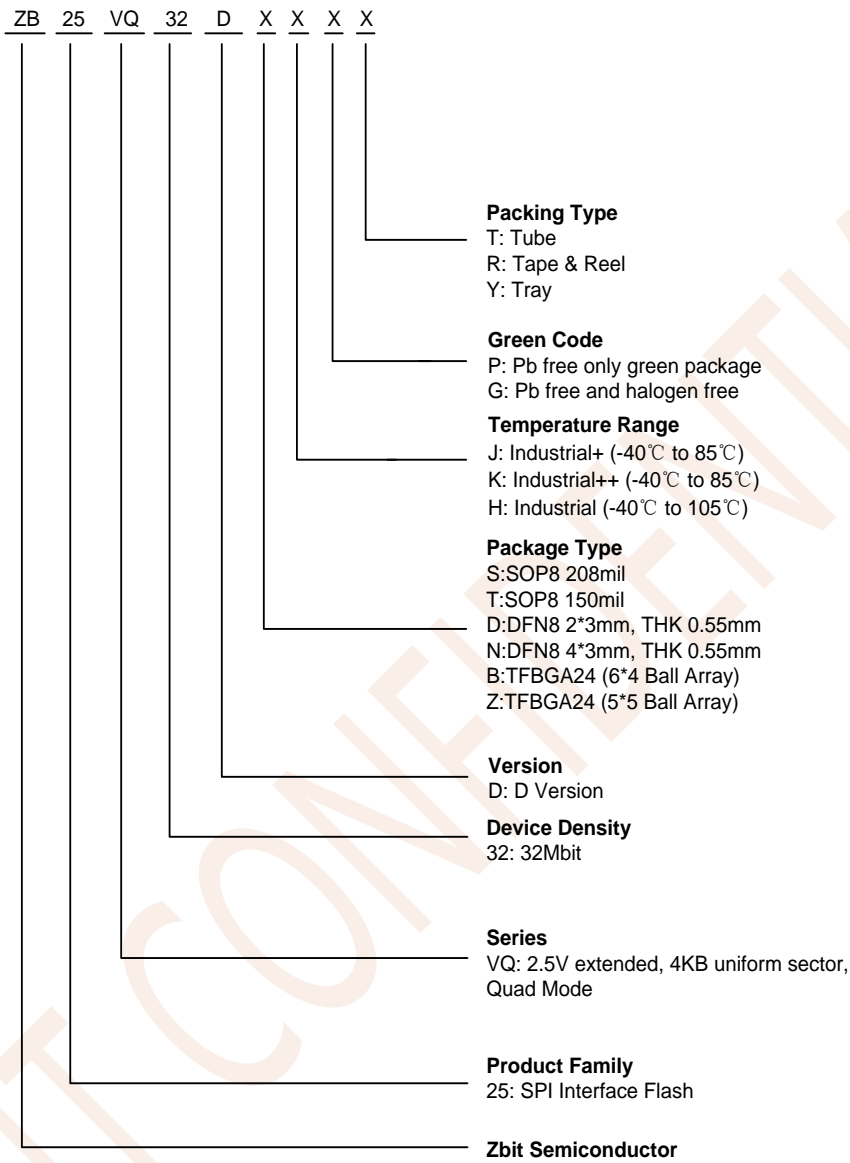 ZB 25 VQ 32 D X X X X
Packing Type
T: Tube
R: Tape & Reel
Y: Tray
Green Code
P: Pb free only green package
G: Pb free and halogen free
Temperature Range
J: Industrial+ (-40℃ to 85℃)
K: Industrial++ (-40℃ to 85℃)
H: Industrial (-40℃ to 105℃)
Package Type
S:SOP8 208mil
T:SOP8 150mil
D:DFN8 2*3mm, THK 0.55mm
N:DFN8 4*3mm, THK 0.55mm
B:TFBGA24 (6*4 Ball Array)
Z:TFBGA24 (5*5 Ball Array)
Version
D: D Version
Device Density
32: 32Mbit
Series
VQ: 2.5V extended, 4KB uniform sector,
Quad Mode
Product Family
25: SPI Interface Flash
Zbit Semiconductor